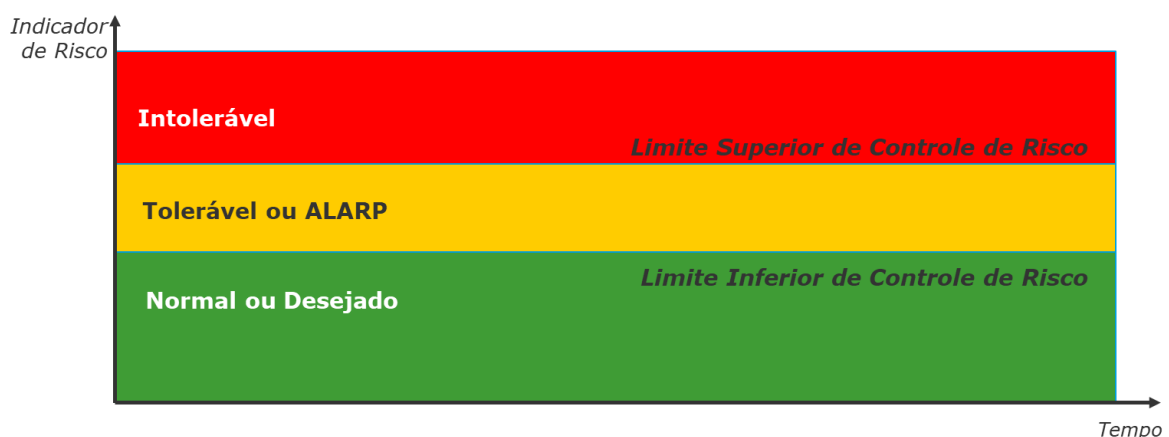 Indicador
de Risco
Intolerável
Limite Superior de Controle de Risco
Tolerável ou ALARP
Limite Inferior de Controle de Risco
Normal ou Desejado
Tempo